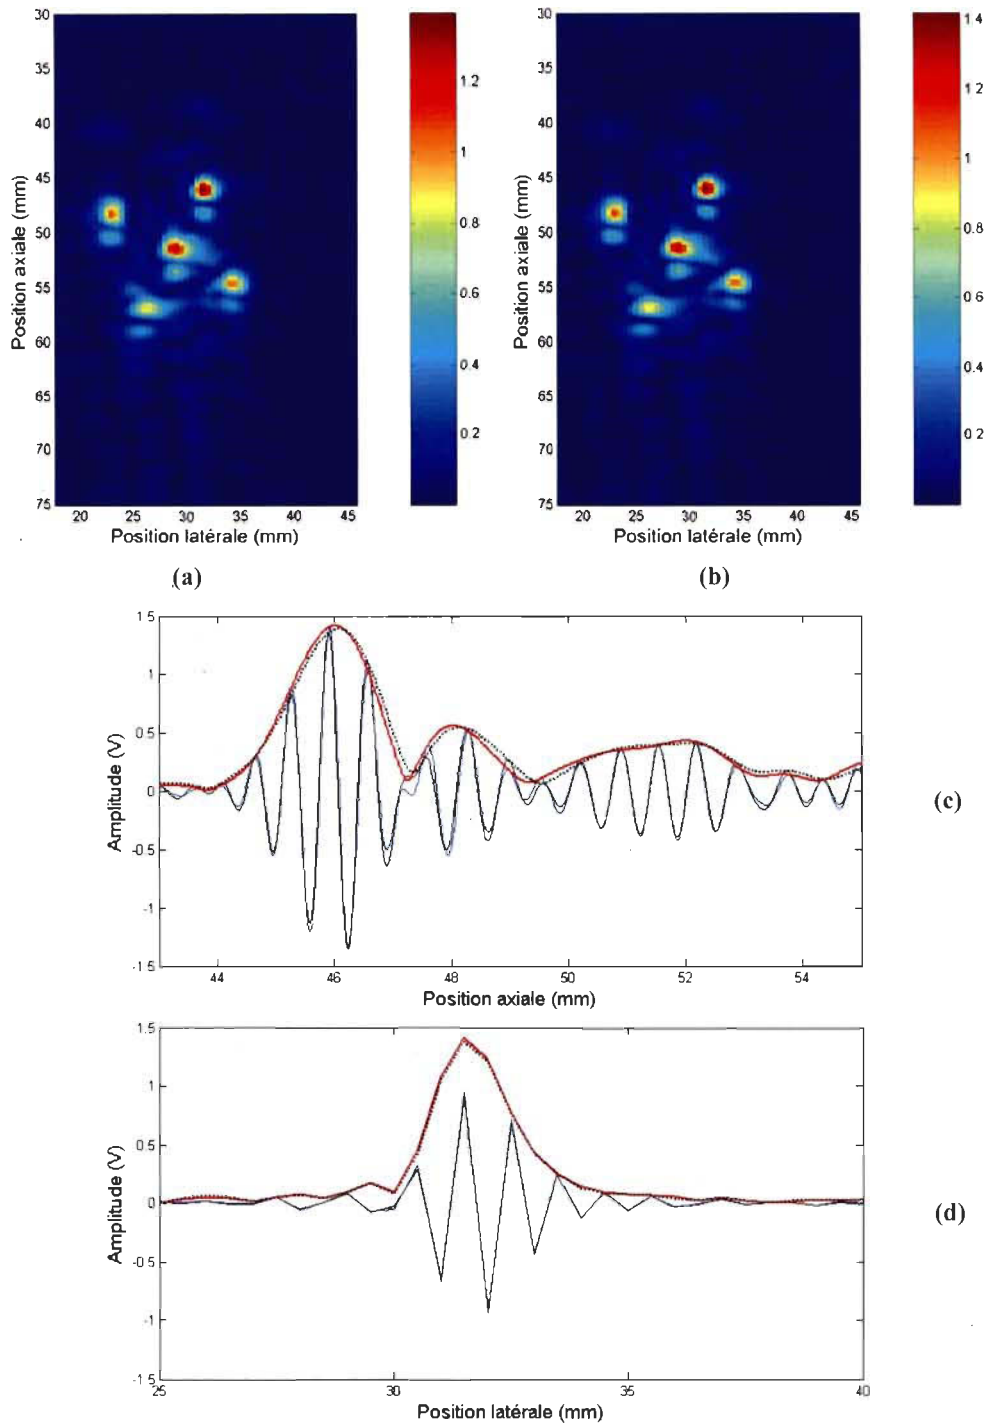 30
35
40
45
50
55
60
65
70
75
Position axiale (mm)
20 25 30 35 40 45
Position latérale (mm)
1 2
1
0.8
0.6
0.4
0 2
(a)
30
35
40
45
50
55
60
65
70
75
Position axiale (mm)
20 25 30 35 40 45
Position latérale (mm)
1 4
1 2
1
0.8
0.6
0.4
0 2
(b)
1 5
1
0 5
0
-0 5
-1
-1 5
Amplitude (V)
44 46 48 50 52 54
Position axiale (mm)
(c)
1 5
1
0 5
0
-0 5
-1
-1 5
Amplitude (V)
25 30 35 40
Position latérale (mm)
(d)